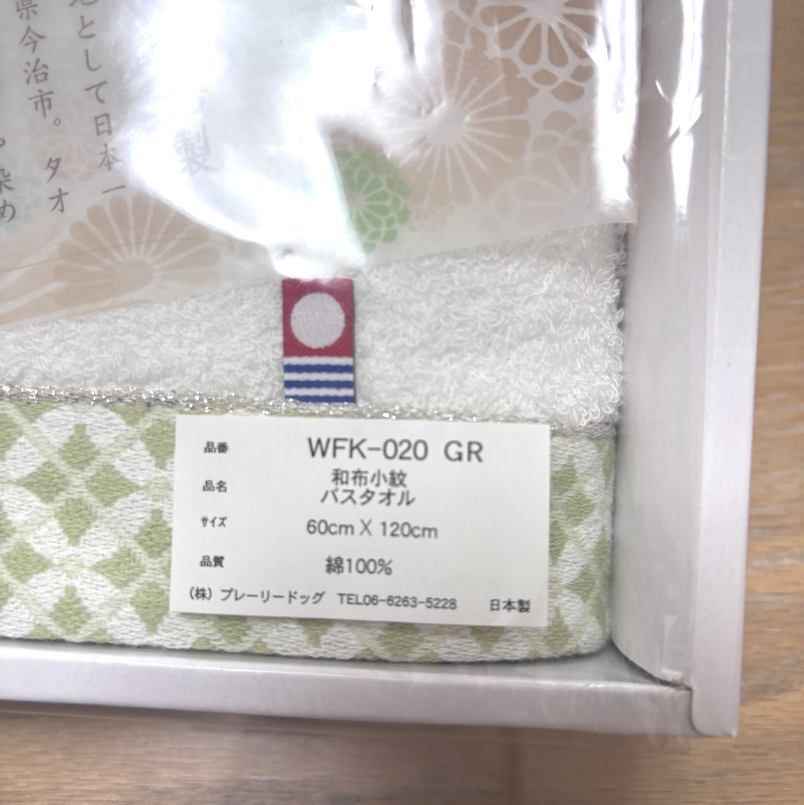 として日本一
県今治市。タオ
染め
製
品番 WFK-020 GR
品名 和布小紋
バスタオル
サイズ 60cm X 120cm
品質 綿100%
（株）プレーリードッグ TEL06-6263-5228 日本製